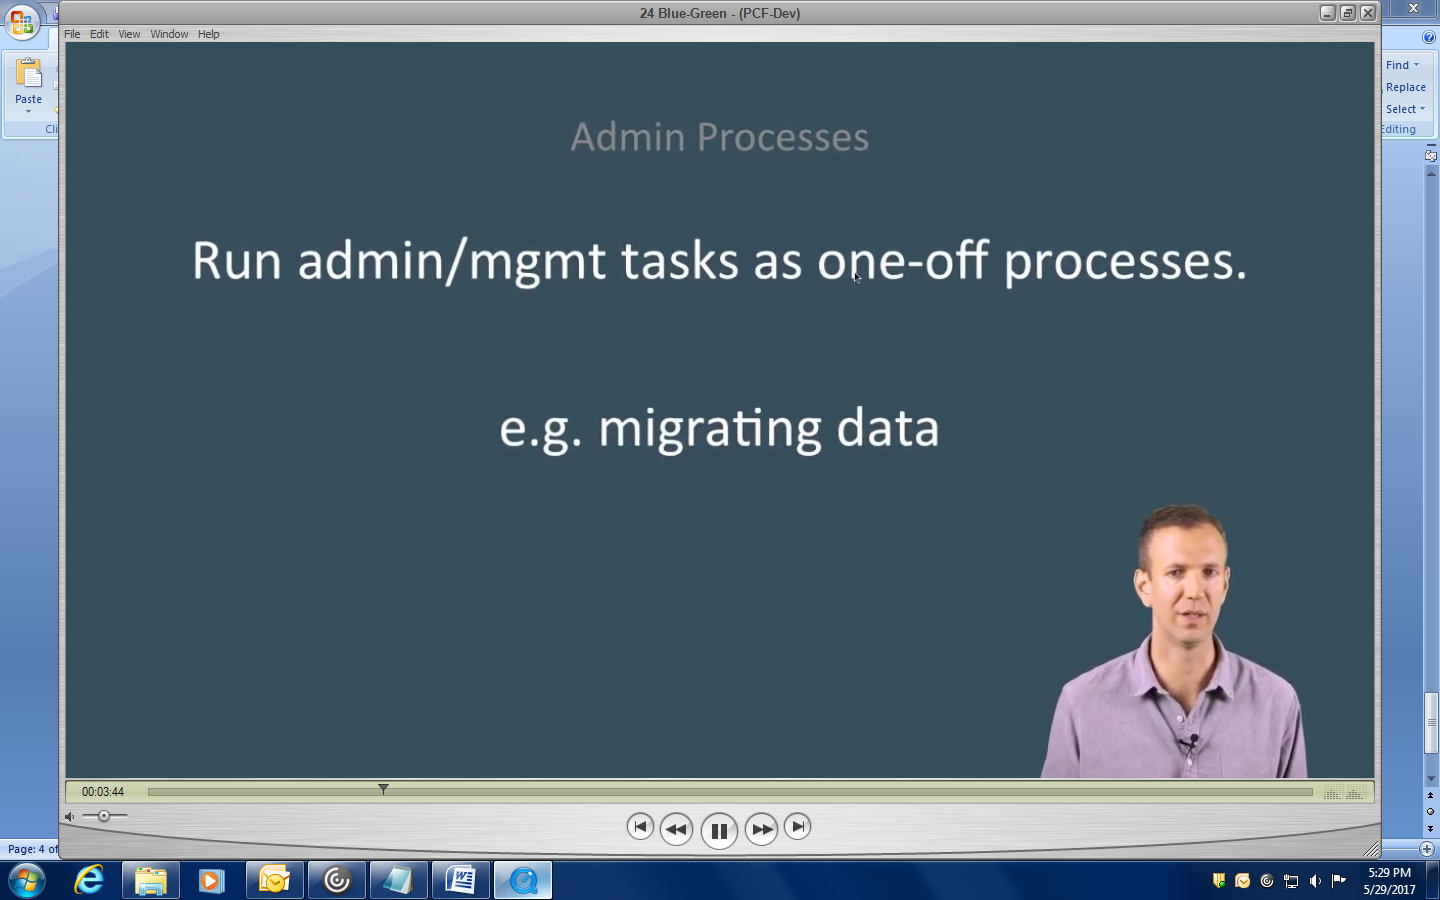 24 Blue-Green - (PCF-Dev)
File Edit View Window Help
Paste
Find
Replace
Select
Editing
Admin Processes
Run admin/mgmt tasks as one-off processes.
e.g. migrating data
00:03:44
Page: 4 of
5:29 PM
5/29/2017